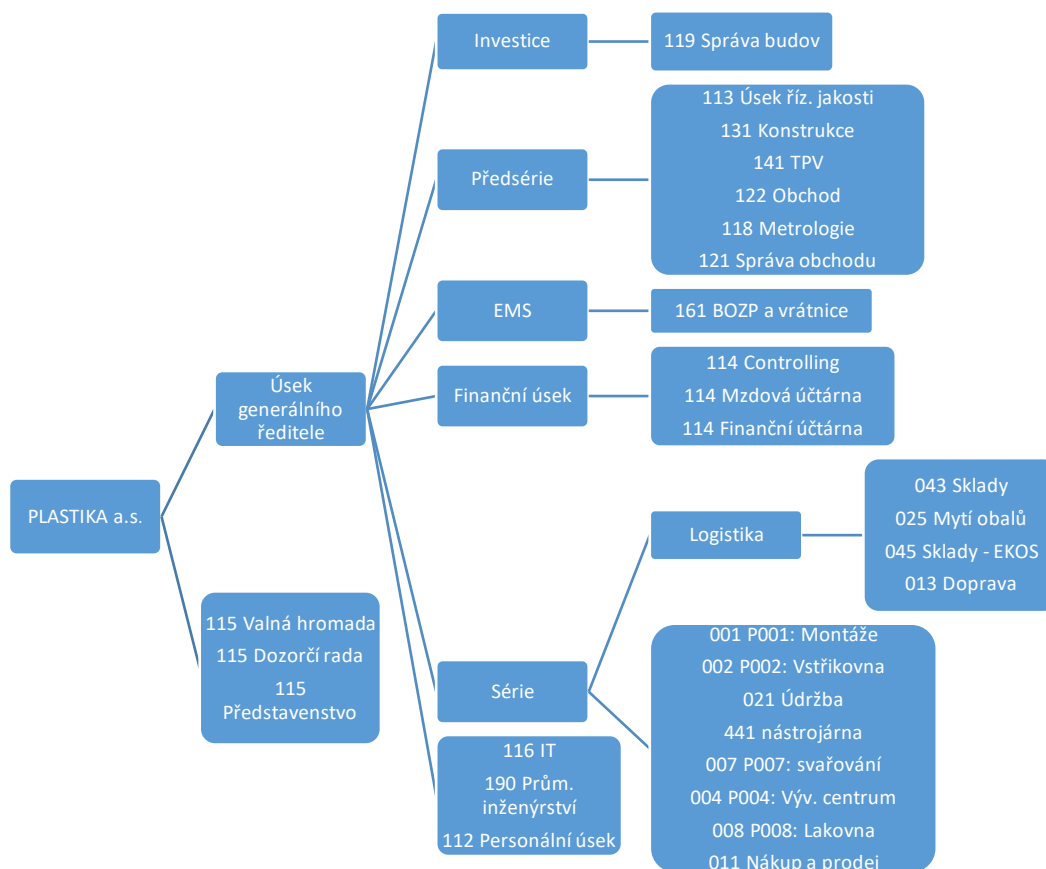 PLASTIKA a.s.
Úsek
generálního
ředitele
115 Valná hromada
115 Dozorčí rada
115
Představenstvo
Investice
119 Správa budov
Předsérie
113 Úsek říz. jakosti
131 Konstrukce
141 TPV
122 Obchod
118 Metrologie
121 Správa obchodu
EMS
161 BOZP a vrátnice
Finanční úsek
114 Controlling
114 Mzdová účtárna
114 Finanční účtárna
Série
Logistika
043 Sklady
025 Mytí obalů
045 Sklady - EKOS
013 Doprava
001 P001: Montáže
002 P002: Vstřikovna
021 Údržba
441 nástrojárna
007 P007: svařování
004 P004: Výv. centrum
008 P008: Lakovna
011 Nákup a prodej
116 IT
190 Prům.
inženýrství
112 Personální úsek